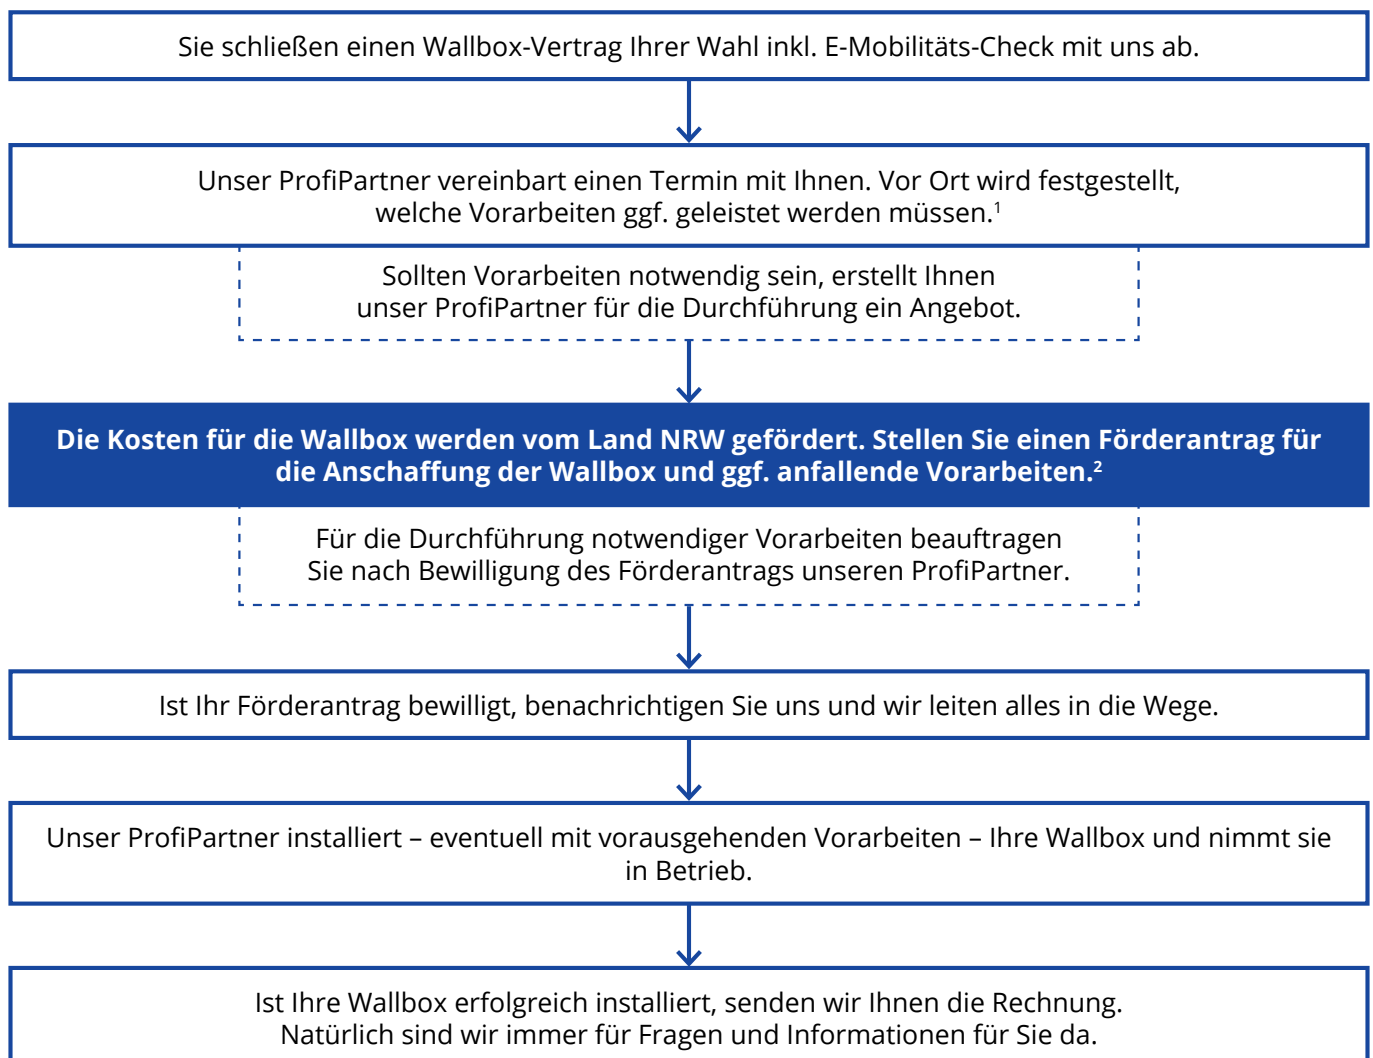 Sie schließen einen Wallbox-Vertrag Ihrer Wahl inkl. E-Mobilitäts-Check mit uns ab.
Unser ProfiPartner vereinbart einen Termin mit Ihnen. Vor Ort wird festgestellt,
welche Vorarbeiten ggf. geleistet werden müssen.¹
Sollten Vorarbeiten notwendig sein, erstellt Ihnen
unser ProfiPartner für die Durchführung ein Angebot.
Die Kosten für die Wallbox werden vom Land NRW gefördert. Stellen Sie einen Förderantrag für
die Anschaffung der Wallbox und ggf. anfallende Vorarbeiten.²
Für die Durchführung notwendiger Vorarbeiten beauftragen
Sie nach Bewilligung des Förderantrags unseren ProfiPartner.
Ist Ihr Förderantrag bewilligt, benachrichtigen Sie uns und wir leiten alles in die Wege.
Unser ProfiPartner installiert – eventuell mit vorausgehenden Vorarbeiten – Ihre Wallbox und nimmt sie
in Betrieb.
Ist Ihre Wallbox erfolgreich installiert, senden wir Ihnen die Rechnung.
Natürlich sind wir immer für Fragen und Informationen für Sie da.